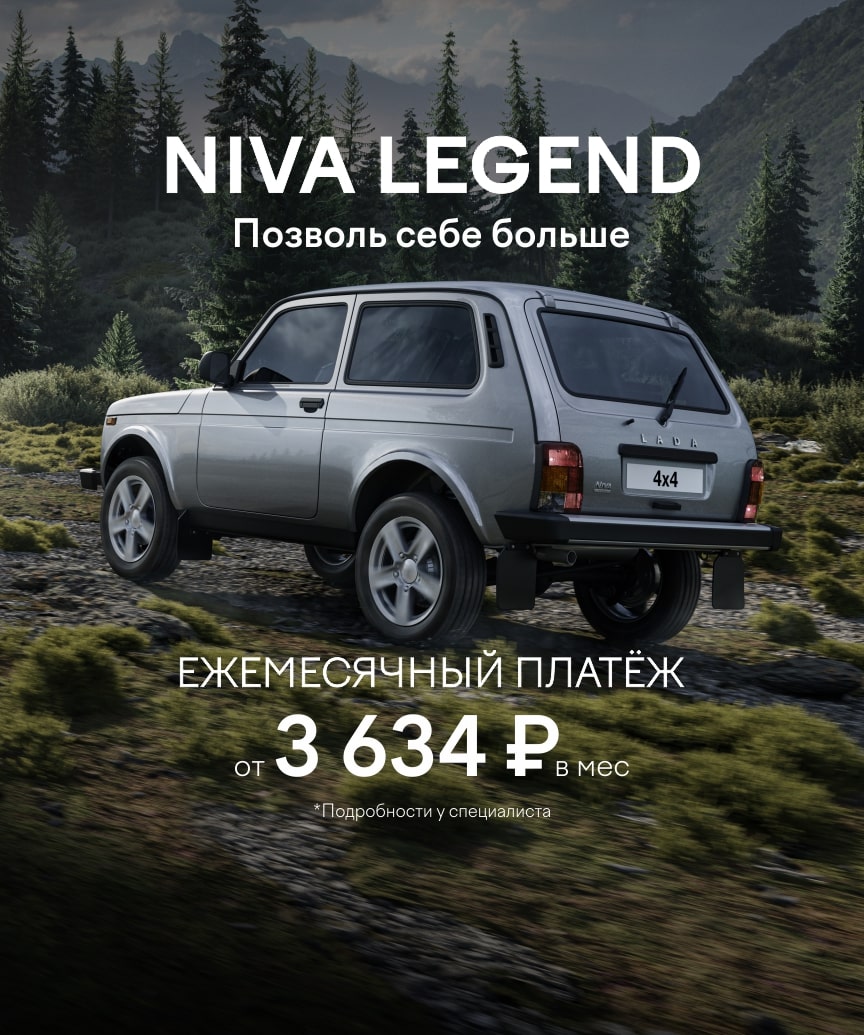 NIVA LEGEND
Позволь себе больше
LADA
Niva
4x4
ЕЖЕМЕСЯЧНЫЙ ПЛАТЁЖ
от 3 634 ₽ в мес
*Подробности у специалиста